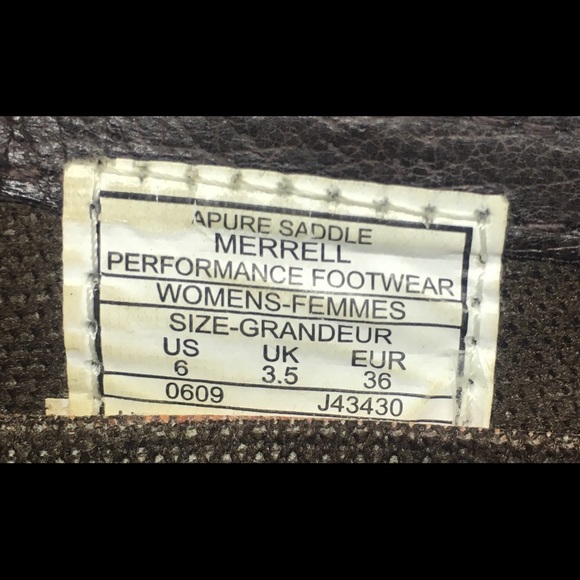 APURE SADDLE
MERRELL
PERFORMANCE FOOTWEAR
WOMENS-FEMMES
SIZE-GRANDEUR
US UK EUR
6 3.5 36
0609 J43430